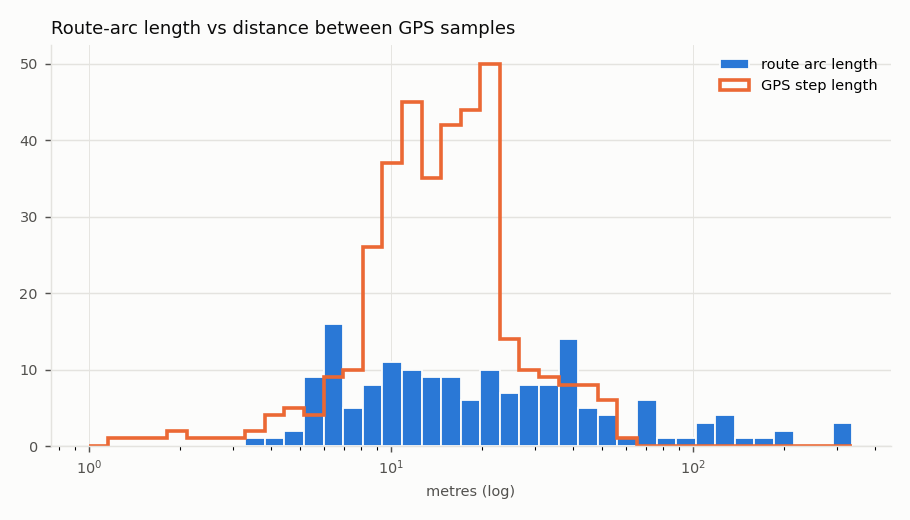 Route-arc length vs distance between GPS samples
route arc length
GPS step length
50
40
30
20
10
0
10⁰
10¹
10²
metres (log)